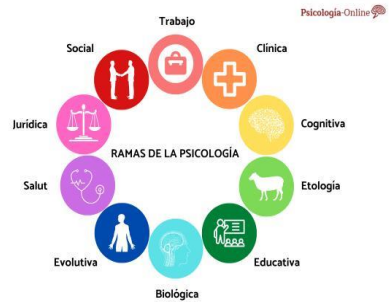 Psicología-Online
Trabajo
Social
Clínica
Jurídica
Cognitiva
RAMAS DE LA PSICOLOGÍA
Salut
Etología
Evolutiva
Educativa
Biológica